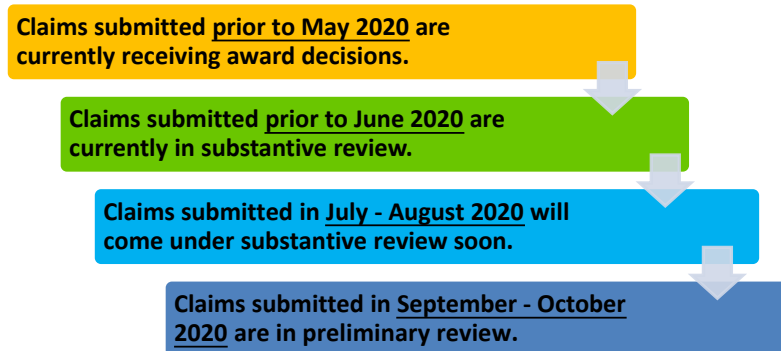 Claims submitted prior to May 2020 are
currently receiving award decisions.
Claims submitted prior to June 2020 are
currently in substantive review.
Claims submitted in July - August 2020 will
come under substantive review soon.
Claims submitted in September - October
2020 are in preliminary review.